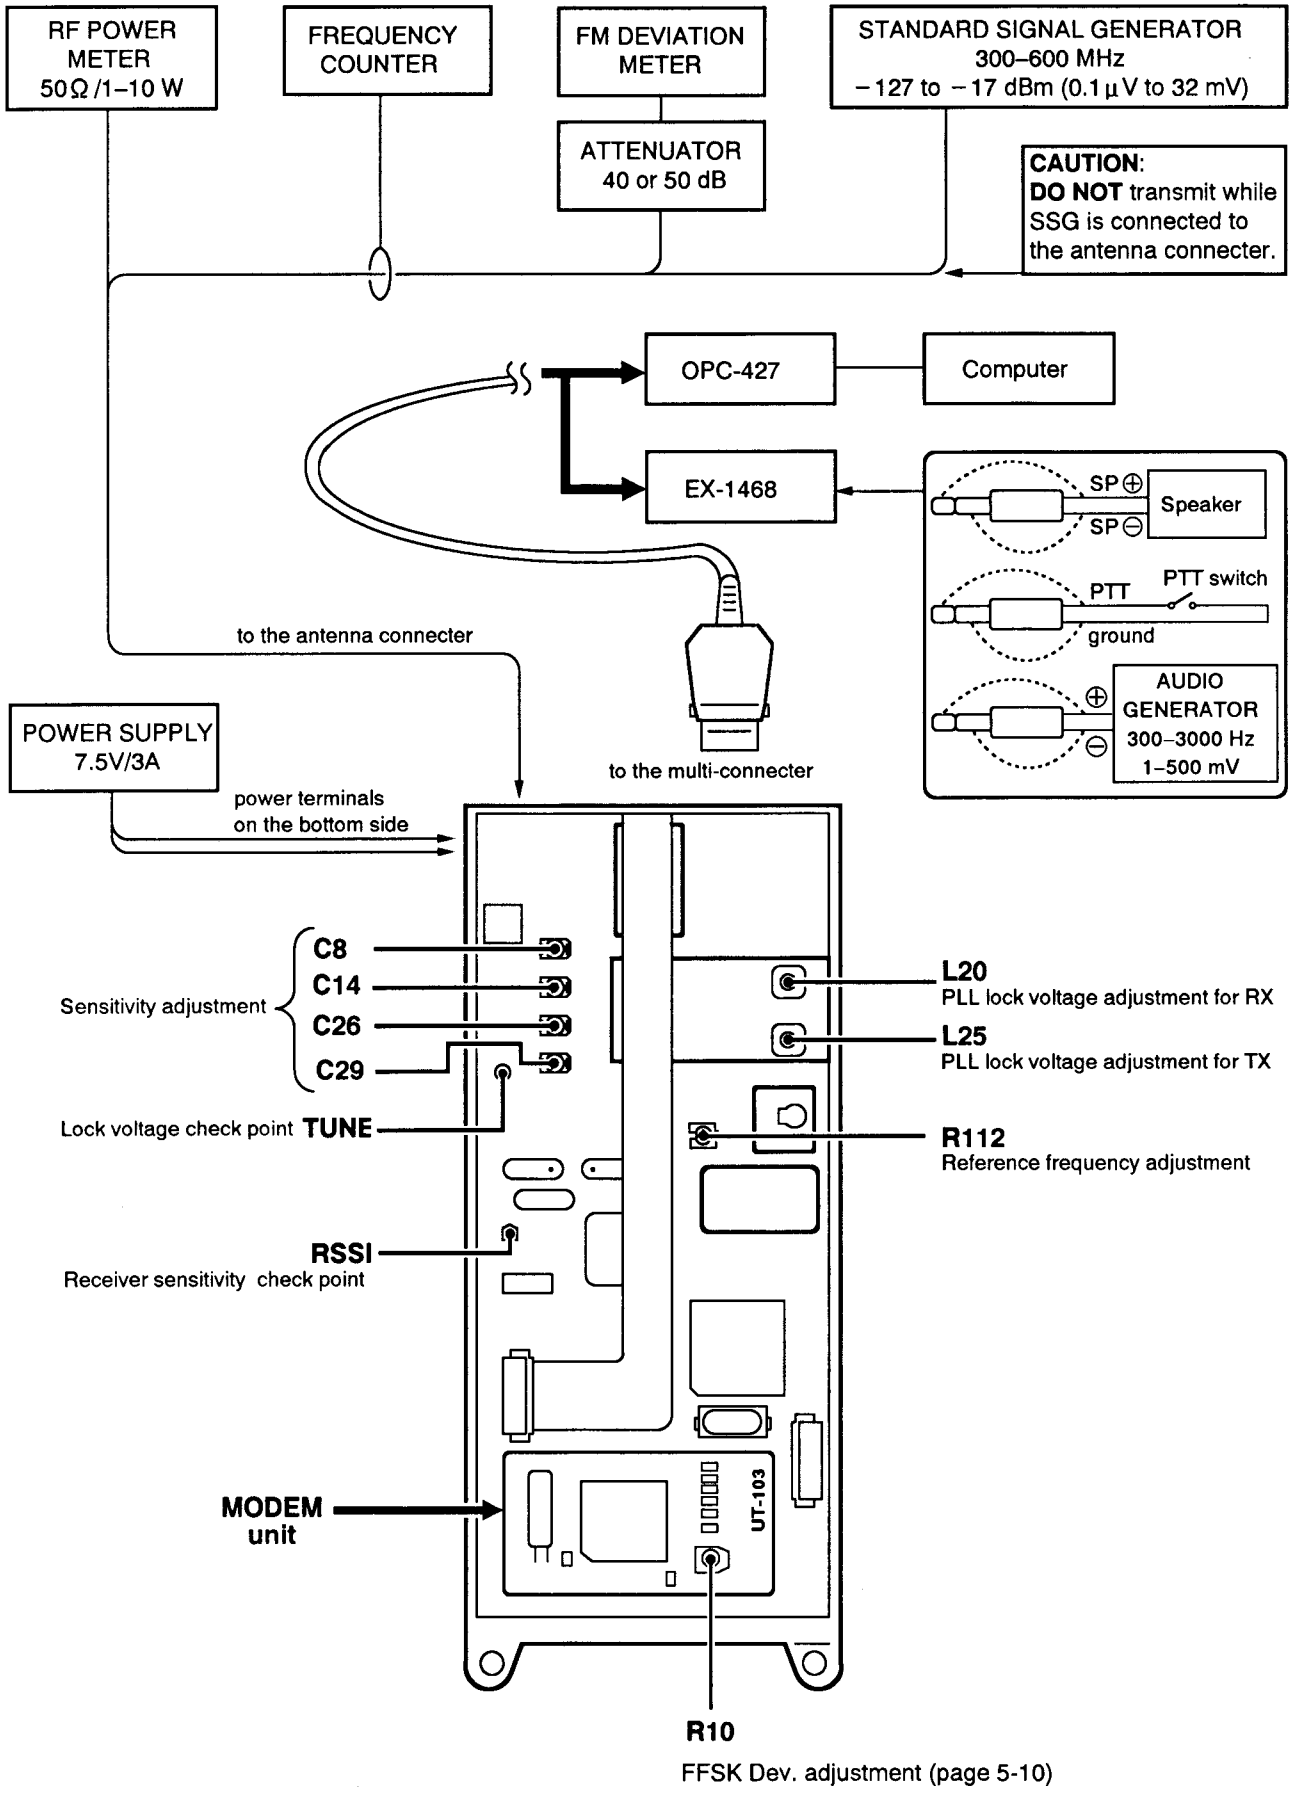 RF POWER
METER
50Ω/1–10 W
FREQUENCY
COUNTER
FM DEVIATION
METER
STANDARD SIGNAL GENERATOR
300–600 MHz
–127 to –17 dBm (0.1 µV to 32 mV)
ATTENUATOR
40 or 50 dB
CAUTION:
DO NOT transmit while
SSG is connected to
the antenna connecter.
OPC-427
Computer
EX-1468
SP⊕
SP⊖
Speaker
PTT
PTT switch
ground
⊕
⊖
AUDIO
GENERATOR
300–3000 Hz
1–500 mV
to the antenna connecter
to the multi-connecter
POWER SUPPLY
7.5V/3A
power terminals
on the bottom side
Sensitivity adjustment
C8
C14
C26
C29
Lock voltage check point TUNE
RSSI
Receiver sensitivity check point
L20
PLL lock voltage adjustment for RX
L25
PLL lock voltage adjustment for TX
R112
Reference frequency adjustment
MODEM
unit
UT-103
R10
FFSK Dev. adjustment (page 5-10)